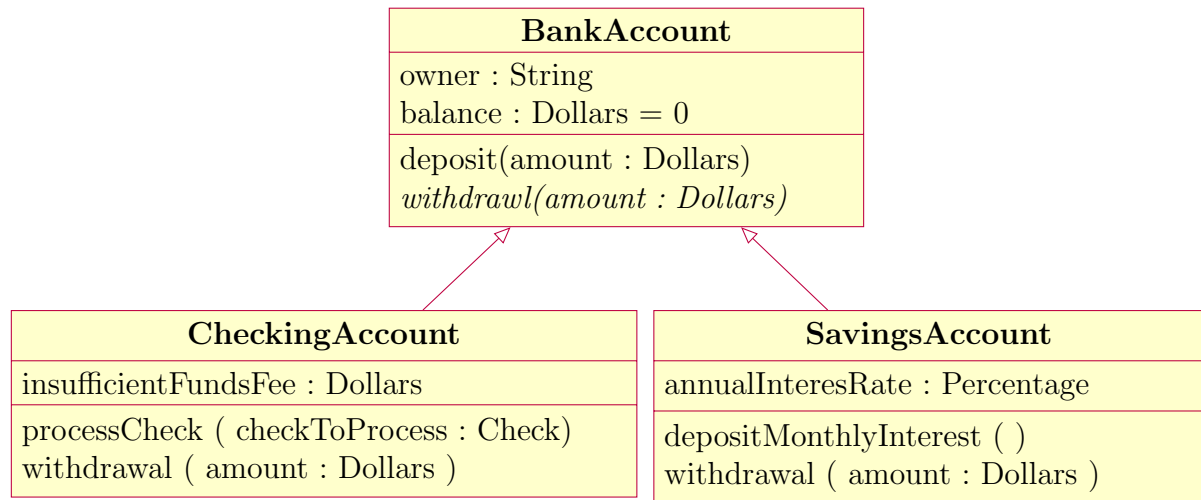 BankAccount
owner : String
balance : Dollars = 0
deposit(amount : Dollars)
withdrawl(amount : Dollars)
CheckingAccount
insufficientFundsFee : Dollars
processCheck ( checkToProcess : Check)
withdrawal ( amount : Dollars )
SavingsAccount
annualInteresRate : Percentage
depositMonthlyInterest ( )
withdrawal ( amount : Dollars )